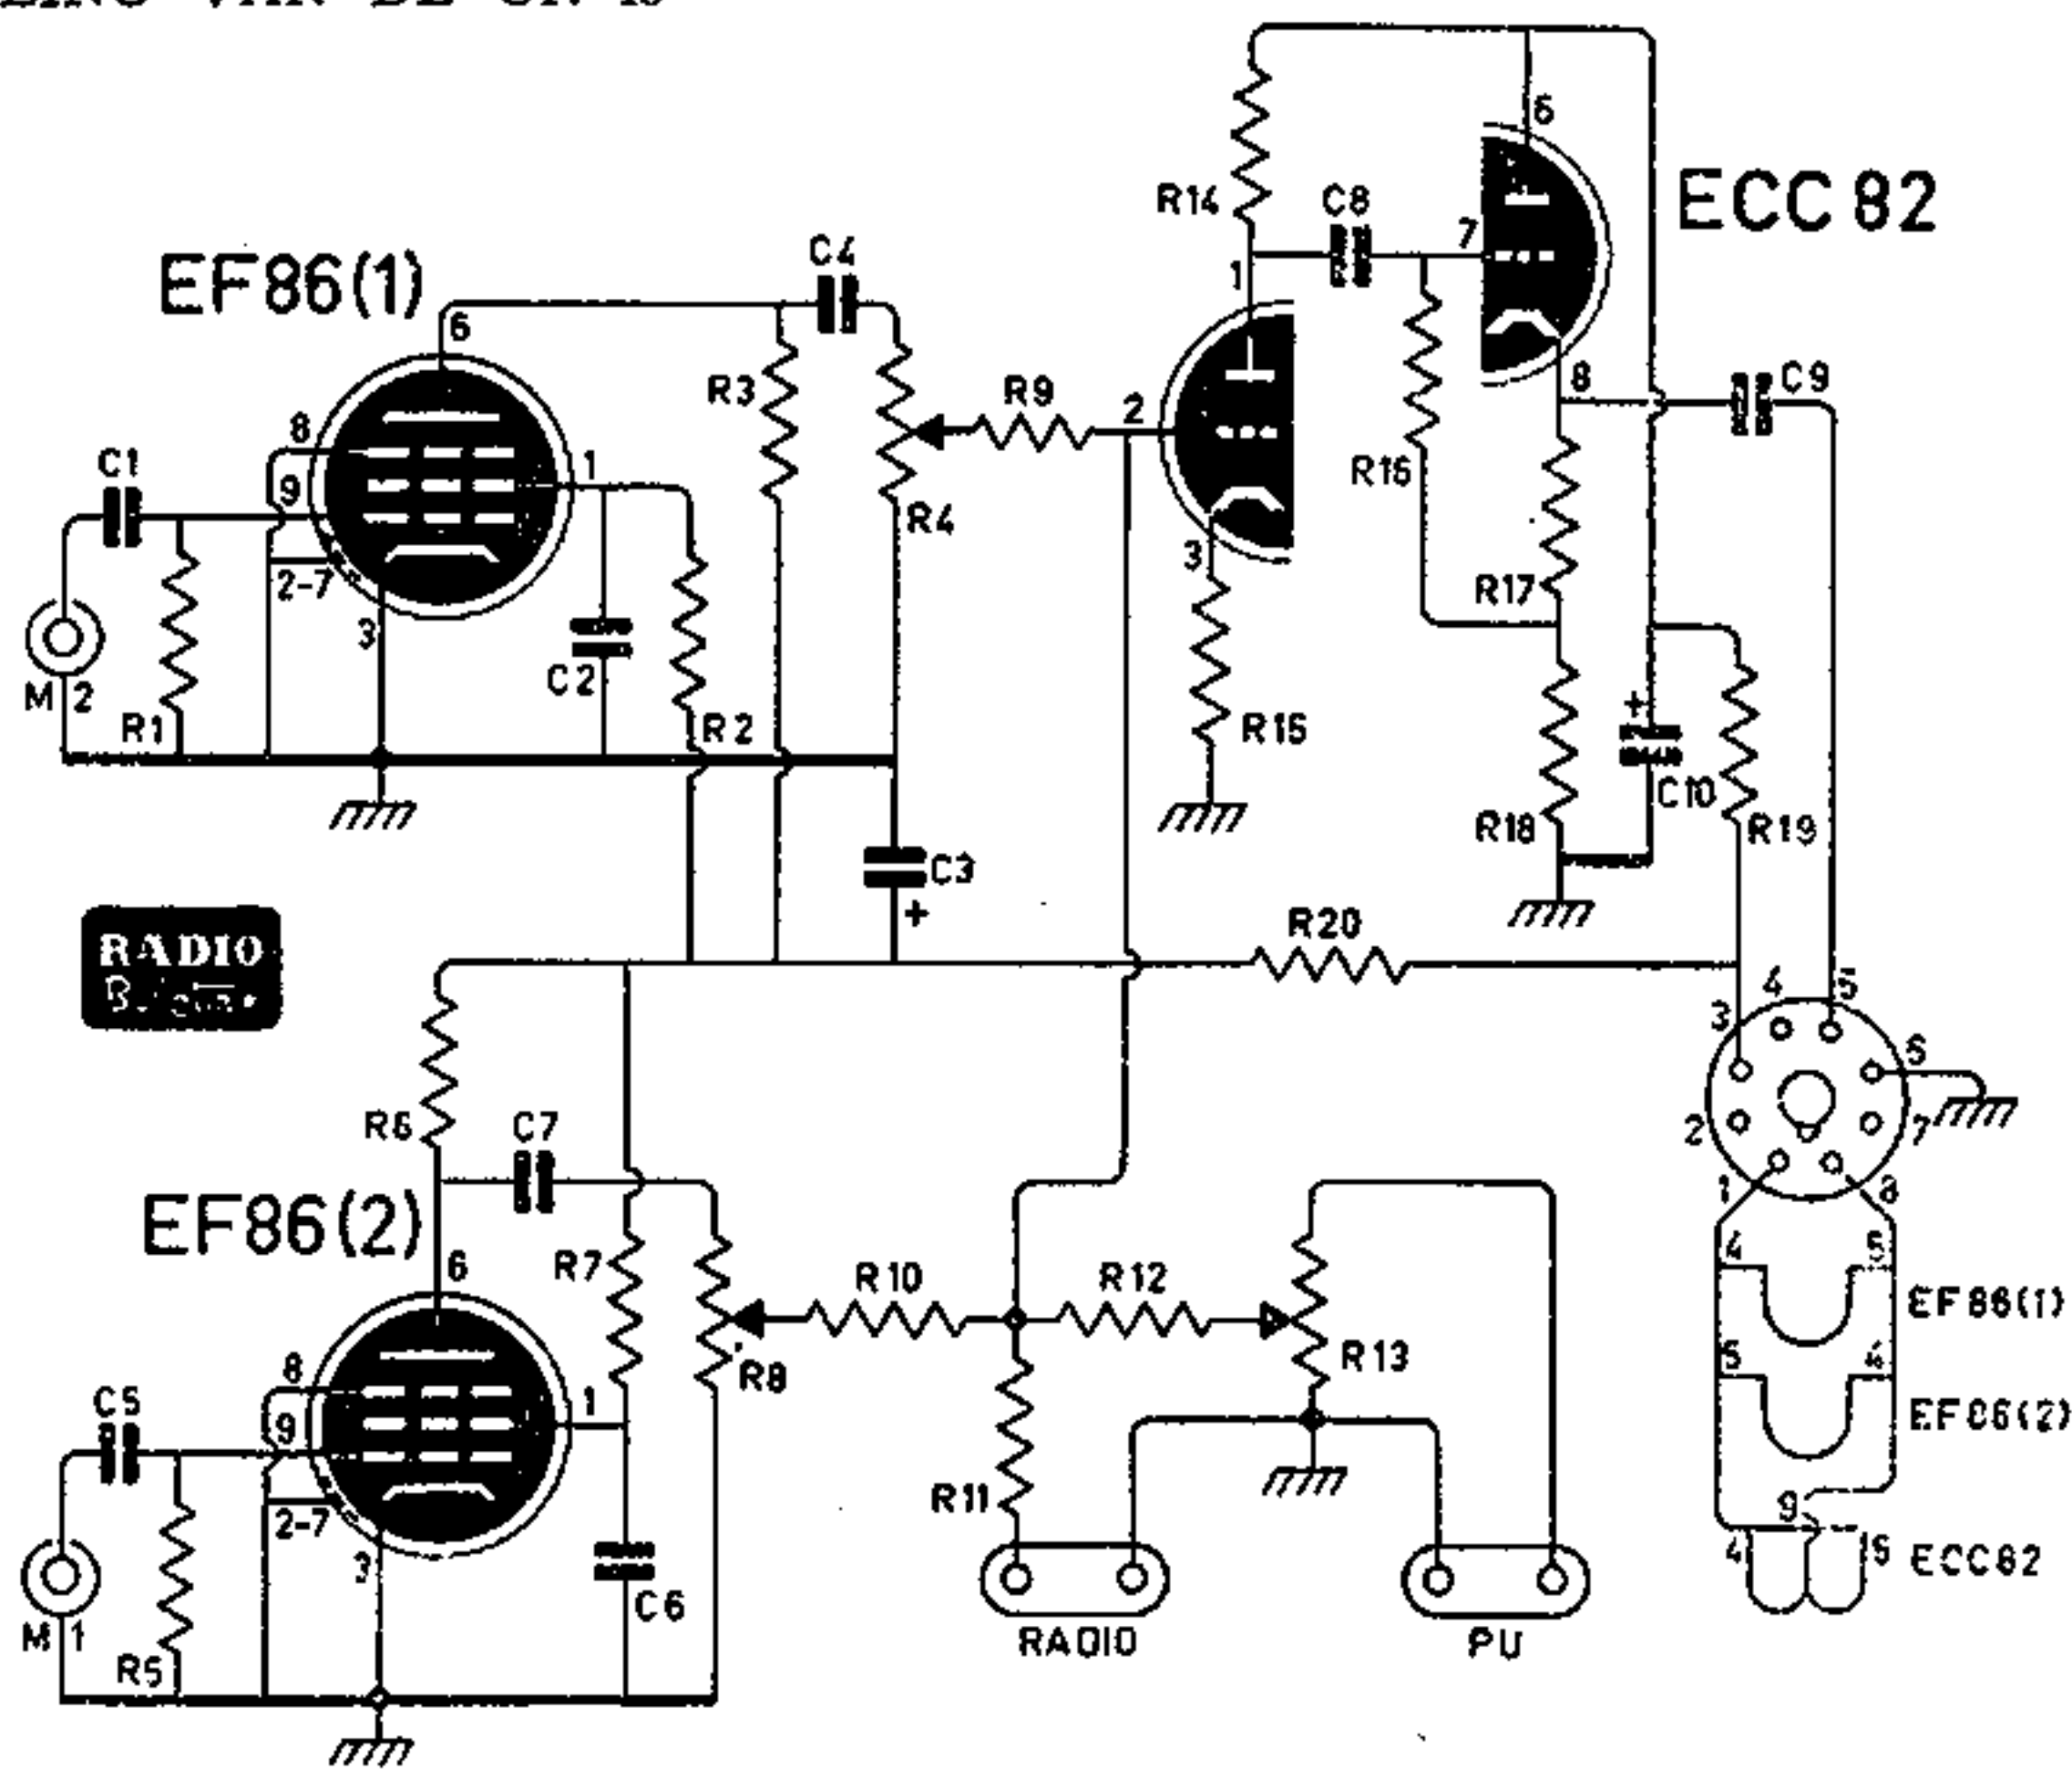 VAN DE
6
ECC 82
R14
C8
7
1
EF86(1)
C4
6
R3
R9
2
8
C9
8
1
C1
9
R16
R4
3
2-7
R17
3
C2
M 2
R1
R2
R15
+
C10
R18
R19
C3
+
R20
RADIO
4
5
3
6
R6
C7
2
7
1
8
EF86(2)
6
R7
R10
R12
4
5
EF86(1)
R8
R13
8
1
5
4
C5
9
EF86(2)
R11
2-7
9
3
C6
4
5
ECC82
M 1
R5
RADIO
PU